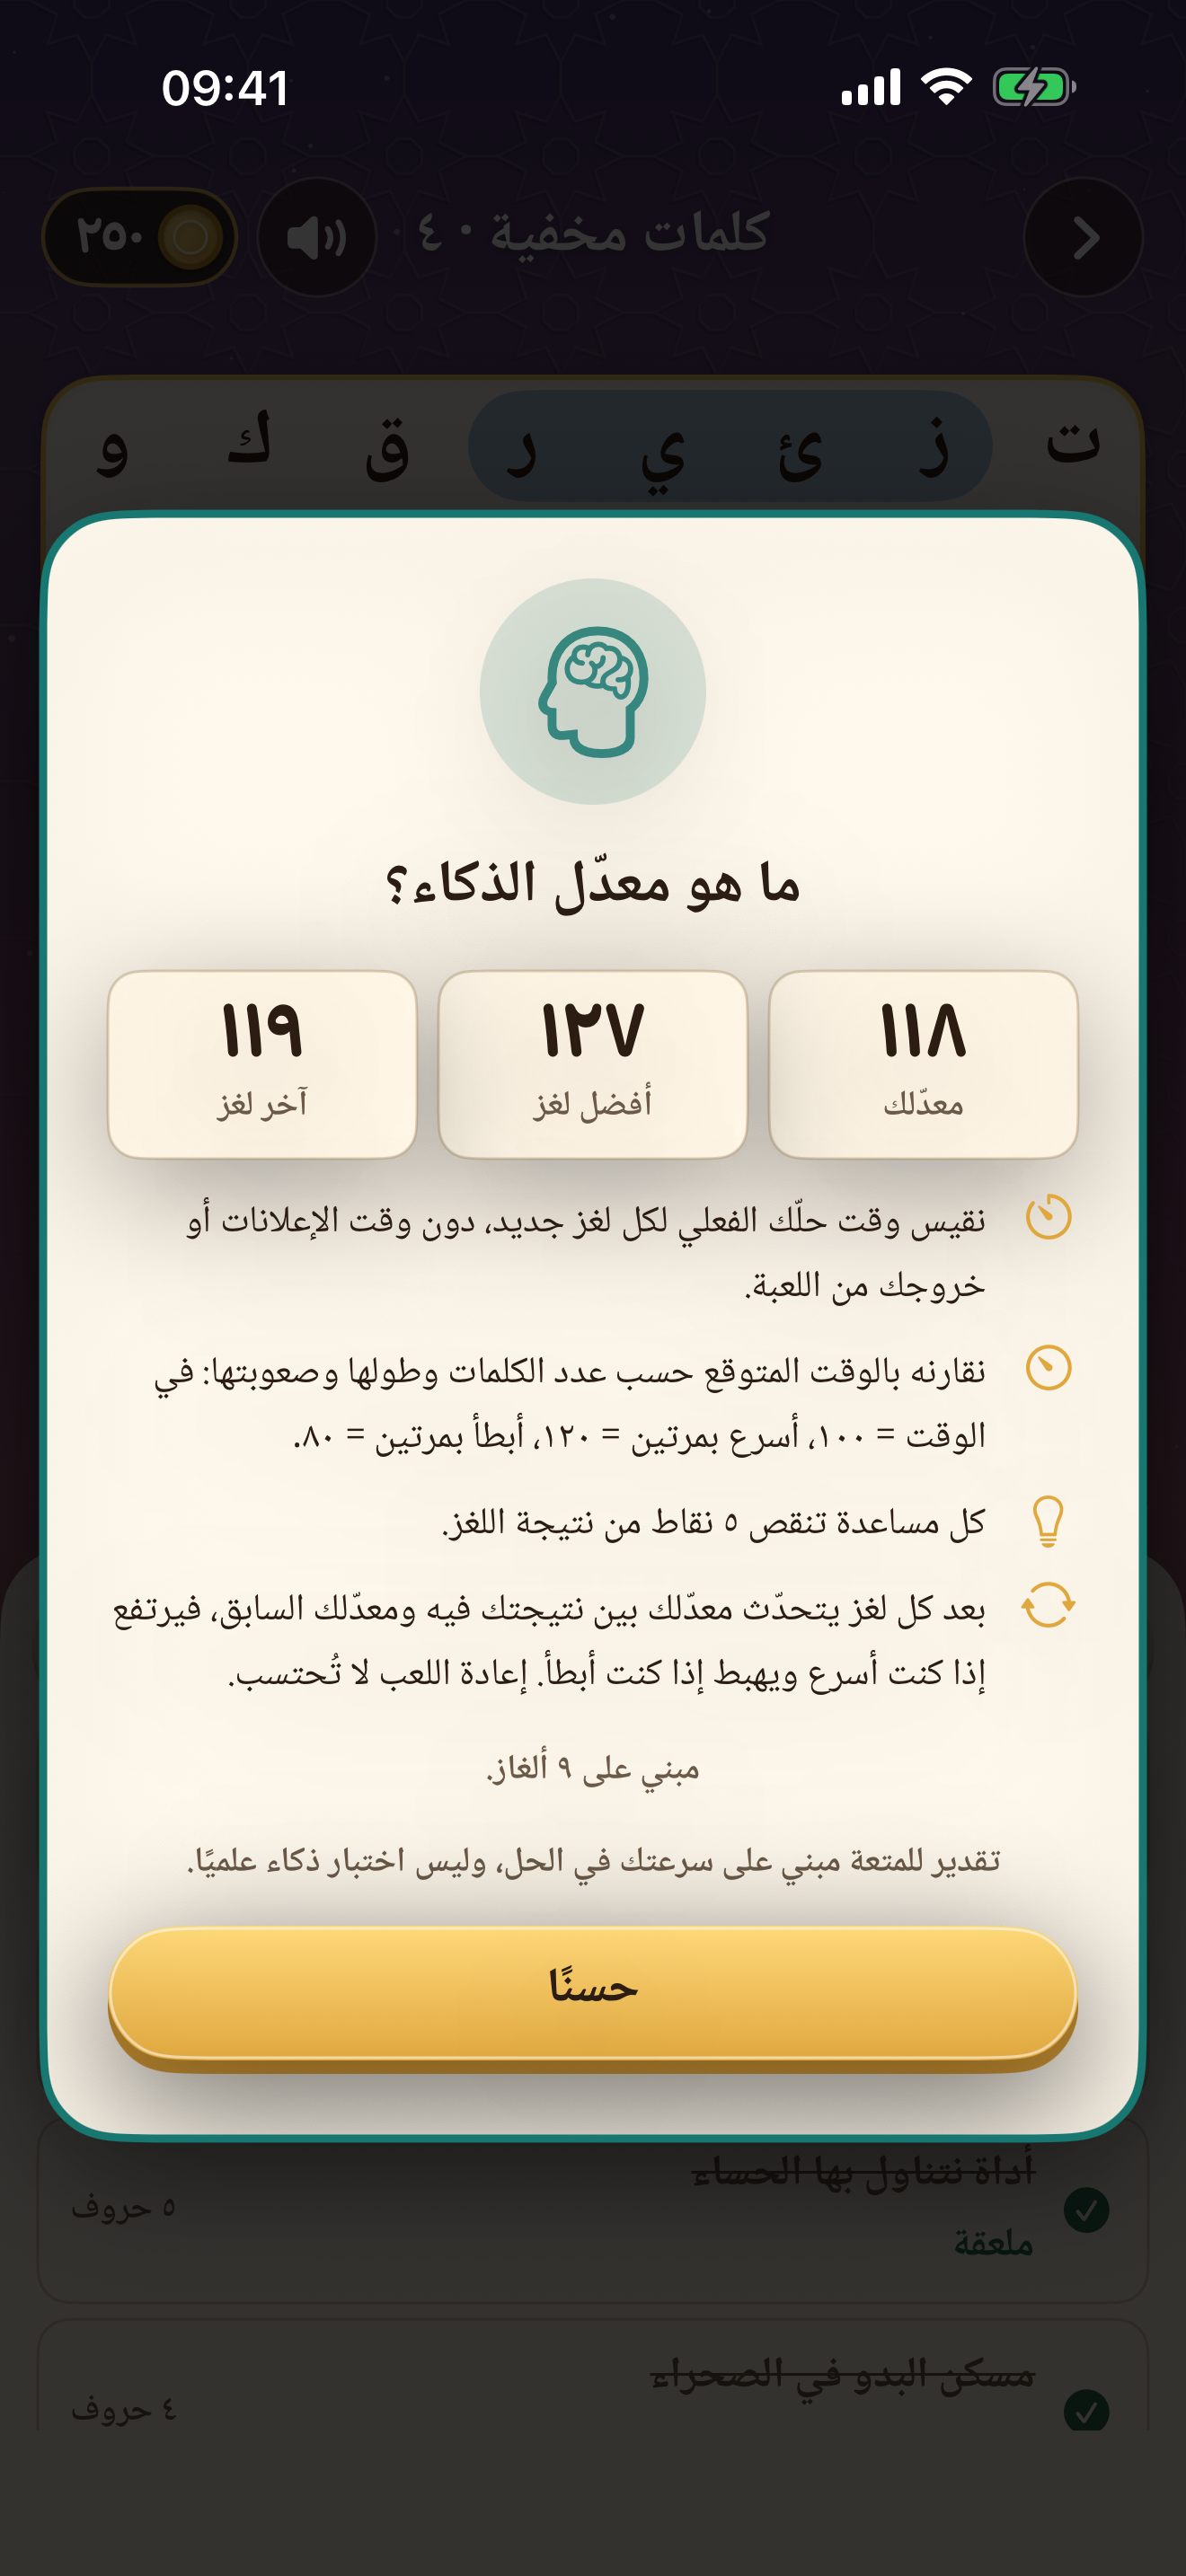 09:41
كلمات مخفية · ٤
٢٥٠
ت ز ئ ي ر ق ك و
ما هو معدّل الذكاء؟
١١٨ ١٢٧ ١١٩
معدّلك أفضل لغز آخر لغز
نقيس وقت حلّك الفعلي لكل لغز جديد، دون وقت الإعلانات أو
خروجك من اللعبة.
نقارنه بالوقت المتوقع حسب عدد الكلمات وطولها وصعوبتها: في
الوقت = ١٠٠، أسرع بمرتين = ١٢٠، أبطأ بمرتين = ٨٠.
كل مساعدة تنقص ٥ نقاط من نتيجة اللغز.
بعد كل لغز يتحدّث معدّلك بين نتيجتك فيه ومعدّلك السابق، فيرتفع
إذا كنت أسرع ويهبط إذا كنت أبطأ. إعادة اللعب لا تُحتسب.
مبني على ٩ ألغاز.
تقدير للمتعة مبني على سرعتك في الحل، وليس اختبار ذكاء علميًا.
حسنًا
أداة نتناول بها الحساء
ملعقة
٥ حروف
مسكن البدو في الصحراء
٤ حروف